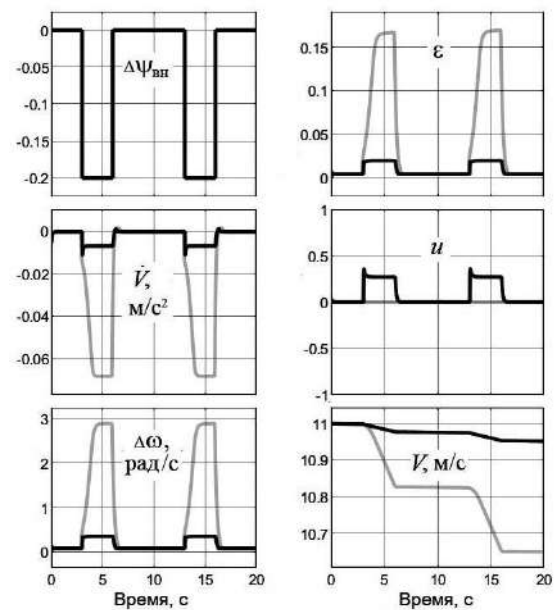 0
-0.05
-0.1
-0.15
-0.2
Δψвн
0.15
0.1
0.05
0
ε
0
-0.02
-0.04
-0.06
V̇,
м/с²
1
0.5
0
-0.5
-1
u
3
2
1
0
Δω,
рад/с
0 5 10 15 20
Время, с
11
10.9
10.8
10.7
V, м/с
0 5 10 15 20
Время, с